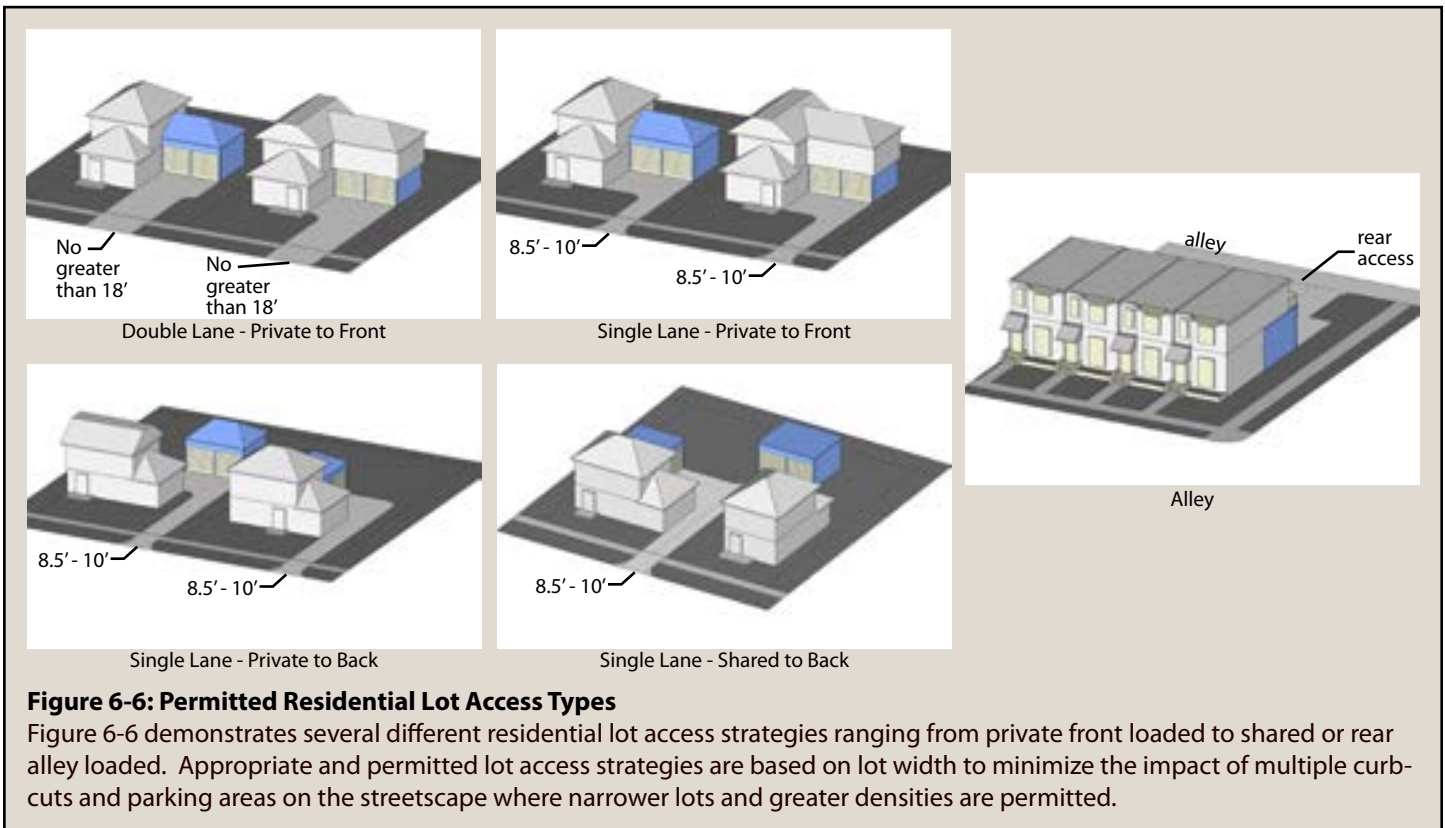 No
greater
than 18’
No
greater
than 18’
Double Lane - Private to Front
8.5’ - 10’
8.5’ - 10’
Single Lane - Private to Front
alley
rear
access
Alley
8.5’ - 10’
8.5’ - 10’
Single Lane - Private to Back
8.5’ - 10’
Single Lane - Shared to Back
Figure 6-6: Permitted Residential Lot Access Types
Figure 6-6 demonstrates several different residential lot access strategies ranging from private front loaded to shared or rear
alley loaded.  Appropriate and permitted lot access strategies are based on lot width to minimize the impact of multiple curb-
cuts and parking areas on the streetscape where narrower lots and greater densities are permitted.